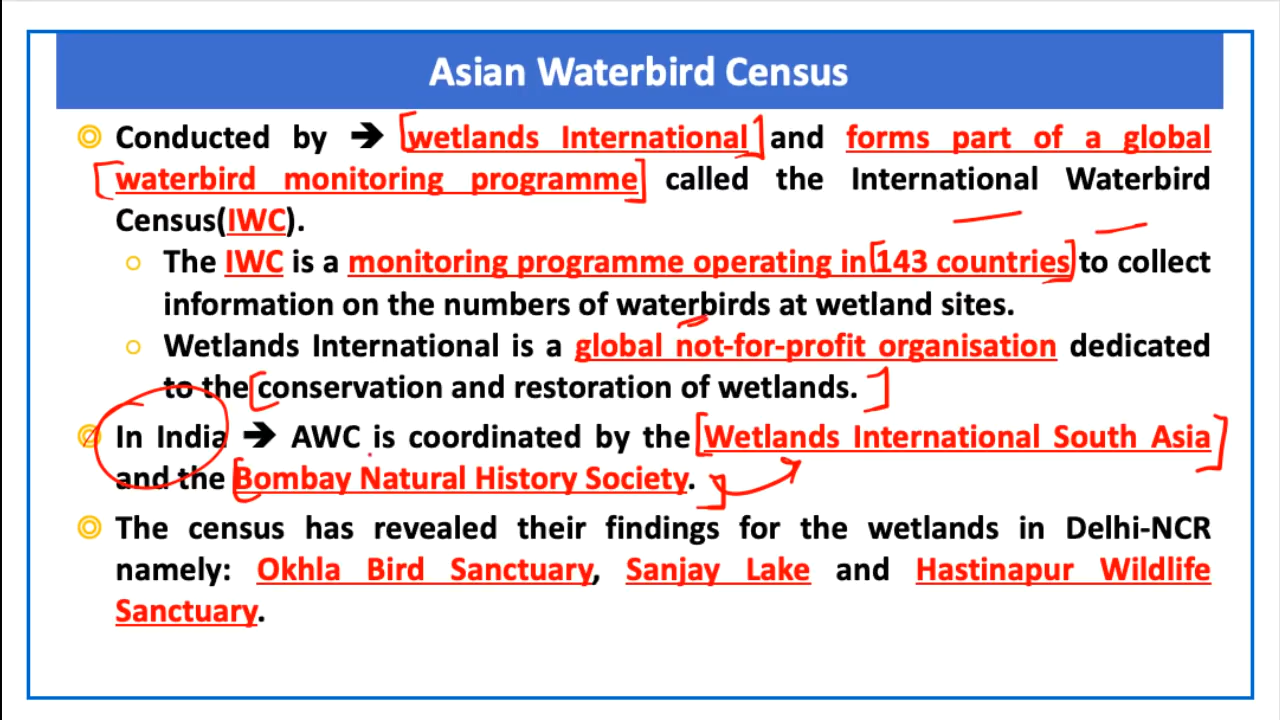 Asian Waterbird Census
Conducted by ➔ wetlands International and forms part of a global
waterbird monitoring programme called the International Waterbird
Census(IWC).
The IWC is a monitoring programme operating in 143 countries to collect
information on the numbers of waterbirds at wetland sites.
Wetlands International is a global not-for-profit organisation dedicated
to the conservation and restoration of wetlands.
In India ➔ AWC is coordinated by the Wetlands International South Asia
and the Bombay Natural History Society.
The census has revealed their findings for the wetlands in Delhi-NCR
namely: Okhla Bird Sanctuary, Sanjay Lake and Hastinapur Wildlife
Sanctuary.